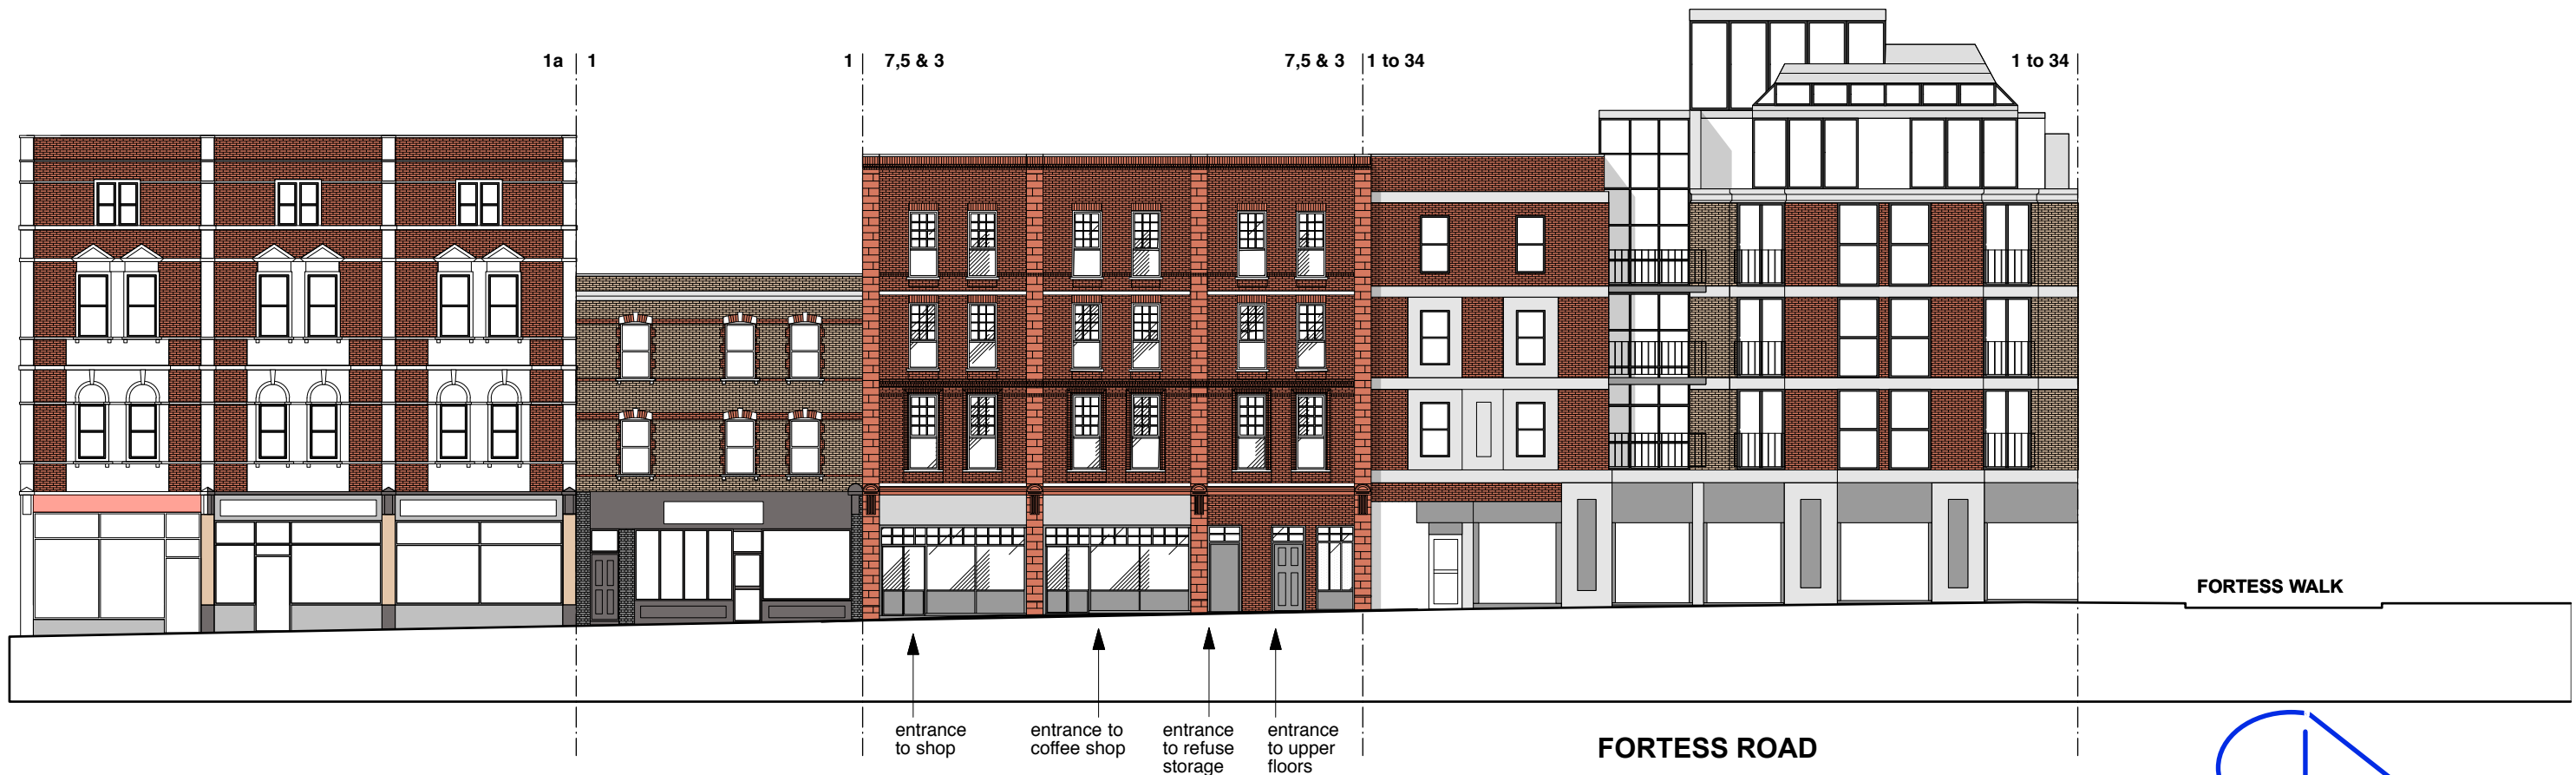 1a 1 1 7,5 & 3 7,5 & 3 1 to 34 1 to 34
FORTESS WALK
entrance
to shop
entrance to
coffee shop
entrance
to refuse
storage
entrance
to upper
floors
FORTESS ROAD